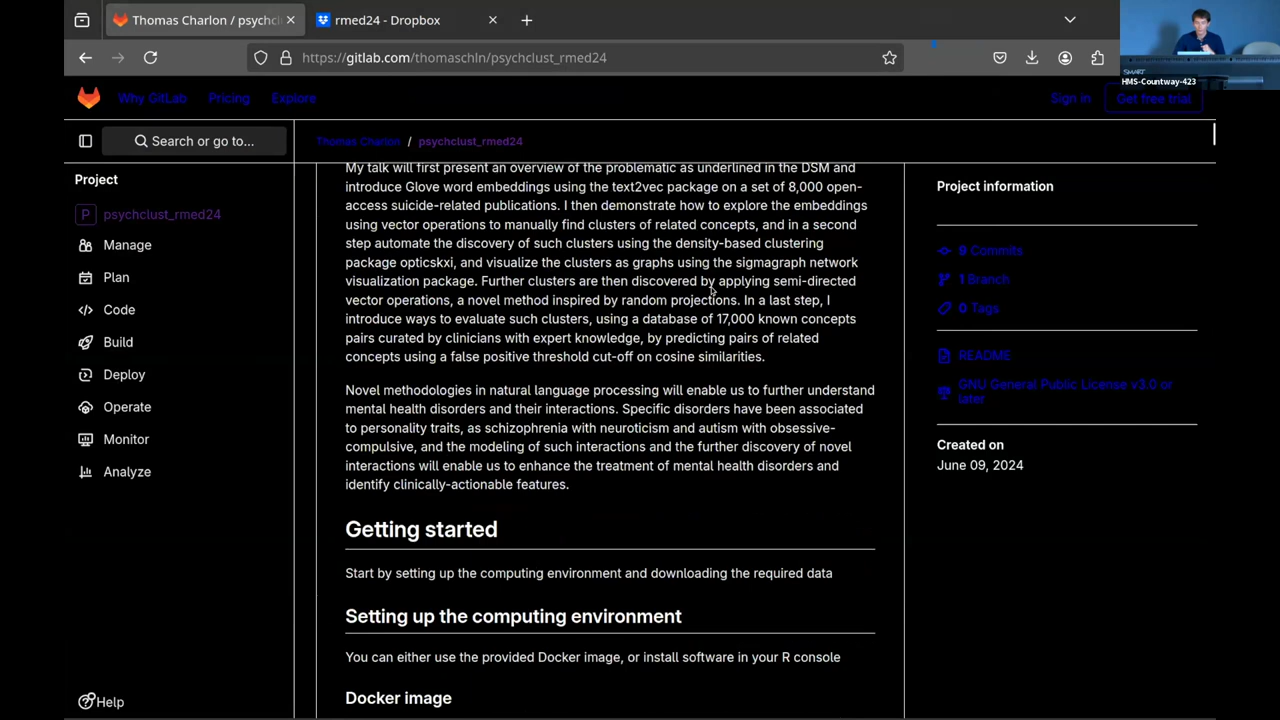 Thomas Charlon / psychcl
rmed24 - Dropbox
https://gitlab.com/thomaschln/psychclust_rmed24
SMART
HMS-Countway-423
Why GitLab
Pricing
Explore
Sign in
Get free trial
Search or go to...
Thomas Charlon / psychclust_rmed24
Project
P psychclust_rmed24
Manage
Plan
Code
Build
Deploy
Operate
Monitor
Analyze
Help
My talk will first present an overview of the problematic as underlined in the DSM and
introduce Glove word embeddings using the text2vec package on a set of 8,000 open-
access suicide-related publications. I then demonstrate how to explore the embeddings
using vector operations to manually find clusters of related concepts, and in a second
step automate the discovery of such clusters using the density-based clustering
package opticskxi, and visualize the clusters as graphs using the sigmagraph network
visualization package. Further clusters are then discovered by applying semi-directed
vector operations, a novel method inspired by random projections. In a last step, I
introduce ways to evaluate such clusters, using a database of 17,000 known concepts
pairs curated by clinicians with expert knowledge, by predicting pairs of related
concepts using a false positive threshold cut-off on cosine similarities.
Novel methodologies in natural language processing will enable us to further understand
mental health disorders and their interactions. Specific disorders have been associated
to personality traits, as schizophrenia with neuroticism and autism with obsessive-
compulsive, and the modeling of such interactions and the further discovery of novel
interactions will enable us to enhance the treatment of mental health disorders and
identify clinically-actionable features.
Getting started
Start by setting up the computing environment and downloading the required data
Setting up the computing environment
You can either use the provided Docker image, or install software in your R console
Docker image
Project information
9 Commits
1 Branch
0 Tags
README
GNU General Public License v3.0 or
later
Created on
June 09, 2024